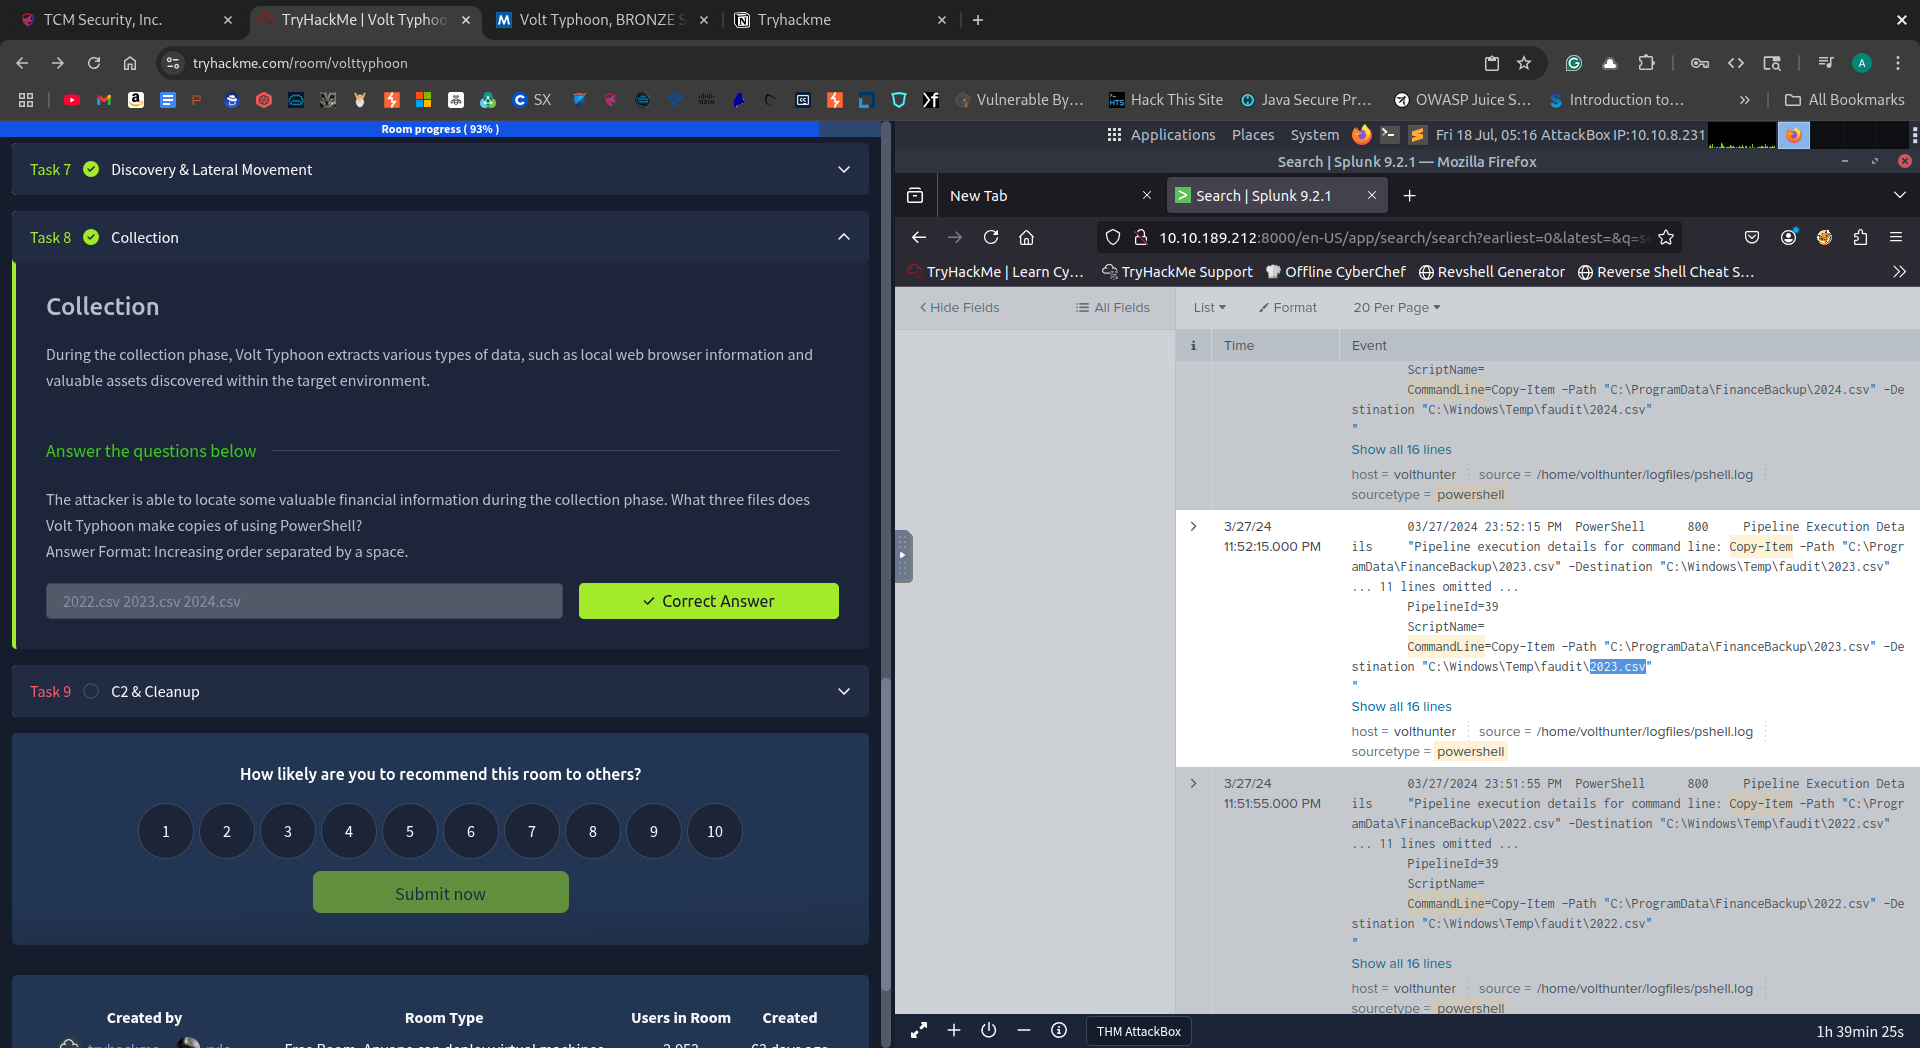 TCM Security, Inc.
TryHackMe | Volt Typhoo
Volt Typhoon, BRONZE S
Tryhackme
tryhackme.com/room/volttyphoon
A
SX
Vulnerable By…
Hack This Site
Java Secure Pr…
OWASP Juice S…
Introduction to…
All Bookmarks
Room progress ( 93% )
Task 7
Discovery & Lateral Movement
Task 8
Collection
Collection
During the collection phase, Volt Typhoon extracts various types of data, such as local web browser information and
valuable assets discovered within the target environment.
Answer the questions below
The attacker is able to locate some valuable financial information during the collection phase. What three files does
Volt Typhoon make copies of using PowerShell?
Answer Format: Increasing order separated by a space.
2022.csv 2023.csv 2024.csv
Correct Answer
Task 9
C2 & Cleanup
How likely are you to recommend this room to others?
1 2 3 4 5 6 7 8 9 10
Submit now
Created by
Room Type
Users in Room
Created
Applications
Places
System
Fri 18 Jul, 05:16
AttackBox IP:10.10.8.231
Search | Splunk 9.2.1 — Mozilla Firefox
New Tab
Search | Splunk 9.2.1
10.10.189.212:8000/en-US/app/search/search?earliest=0&latest=&q=s
TryHackMe | Learn Cy…
TryHackMe Support
Offline CyberChef
Revshell Generator
Reverse Shell Cheat S…
Hide Fields
All Fields
List
Format
20 Per Page
i
Time
Event
ScriptName=
CommandLine=Copy-Item -Path "C:\ProgramData\FinanceBackup\2024.csv" -De
stination "C:\Windows\Temp\faudit\2024.csv"
"
Show all 16 lines
host = volthunter source = /home/volthunter/logfiles/pshell.log
sourcetype = powershell
3/27/24
11:52:15.000 PM
03/27/2024 23:52:15 PM PowerShell 800 Pipeline Execution Deta
ils "Pipeline execution details for command line: Copy-Item -Path "C:\Progr
amData\FinanceBackup\2023.csv" -Destination "C:\Windows\Temp\faudit\2023.csv"
... 11 lines omitted ...
PipelineId=39
ScriptName=
CommandLine=Copy-Item -Path "C:\ProgramData\FinanceBackup\2023.csv" -De
stination "C:\Windows\Temp\faudit\2023.csv"
"
Show all 16 lines
host = volthunter source = /home/volthunter/logfiles/pshell.log
sourcetype = powershell
3/27/24
11:51:55.000 PM
03/27/2024 23:51:55 PM PowerShell 800 Pipeline Execution Deta
ils "Pipeline execution details for command line: Copy-Item -Path "C:\Progr
amData\FinanceBackup\2022.csv" -Destination "C:\Windows\Temp\faudit\2022.csv"
... 11 lines omitted ...
PipelineId=39
ScriptName=
CommandLine=Copy-Item -Path "C:\ProgramData\FinanceBackup\2022.csv" -De
stination "C:\Windows\Temp\faudit\2022.csv"
"
Show all 16 lines
host = volthunter source = /home/volthunter/logfiles/pshell.log
sourcetype = powershell
THM AttackBox
1h 39min 25s